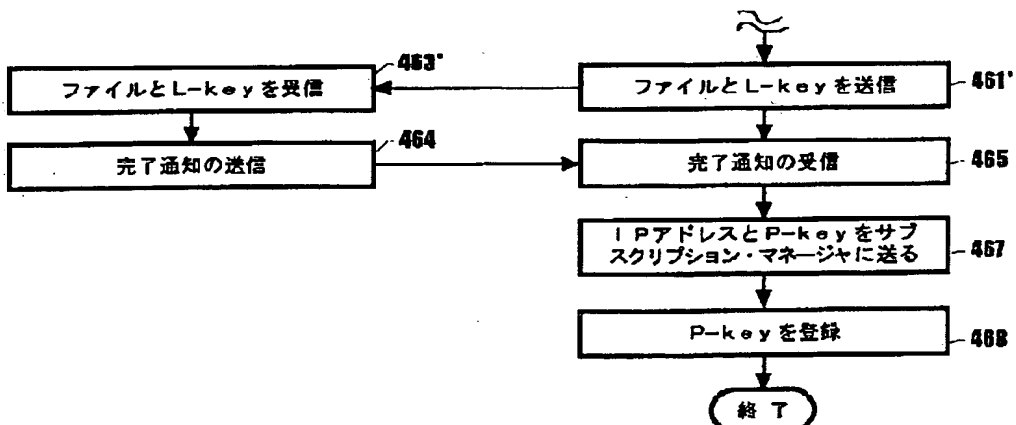 463'
ファイルとL-keyを受信
ファイルとL-keyを送信
461'
464
完了通知の送信
完了通知の受信
465
IPアドレスとP-keyをサブ
スクリプション・マネージャに送る
467
P-keyを登録
468
終了